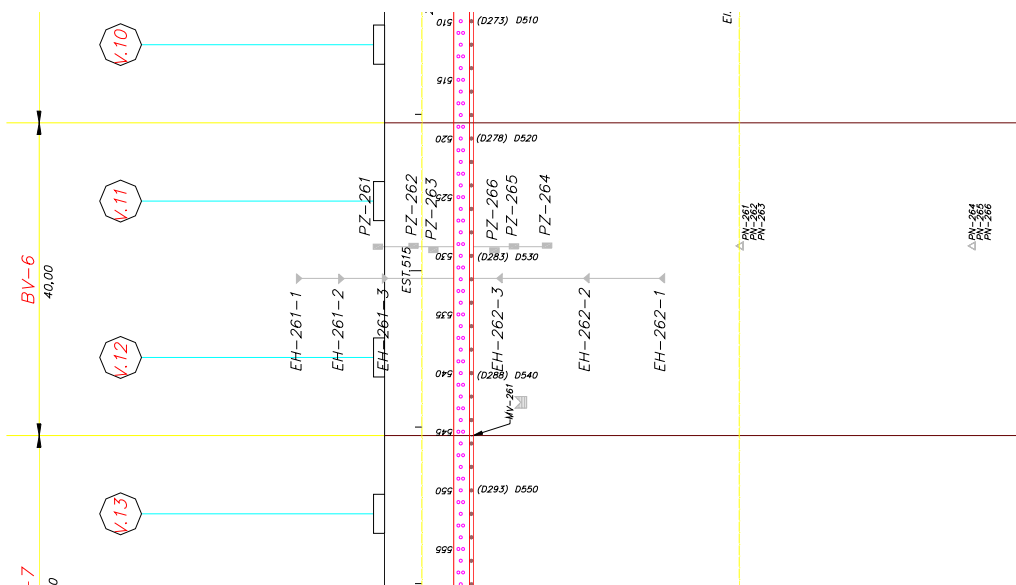 510
(D273) D510
EL
V.10
515
520
(D278) D520
525
V.11
PZ-261
PZ-262
PZ-263
PZ-266
PZ-265
PZ-264
PN-261
PN-262
PN-263
PN-264
PN-265
PN-266
530
(D283) D530
EST.515
BV-6
40,00
EH-261-1
EH-261-2
EH-261-3
EH-262-3
EH-262-2
EH-262-1
535
V.12
540
(D288) D540
MV-261
545
550
(D293) D550
V.13
555
-7
0